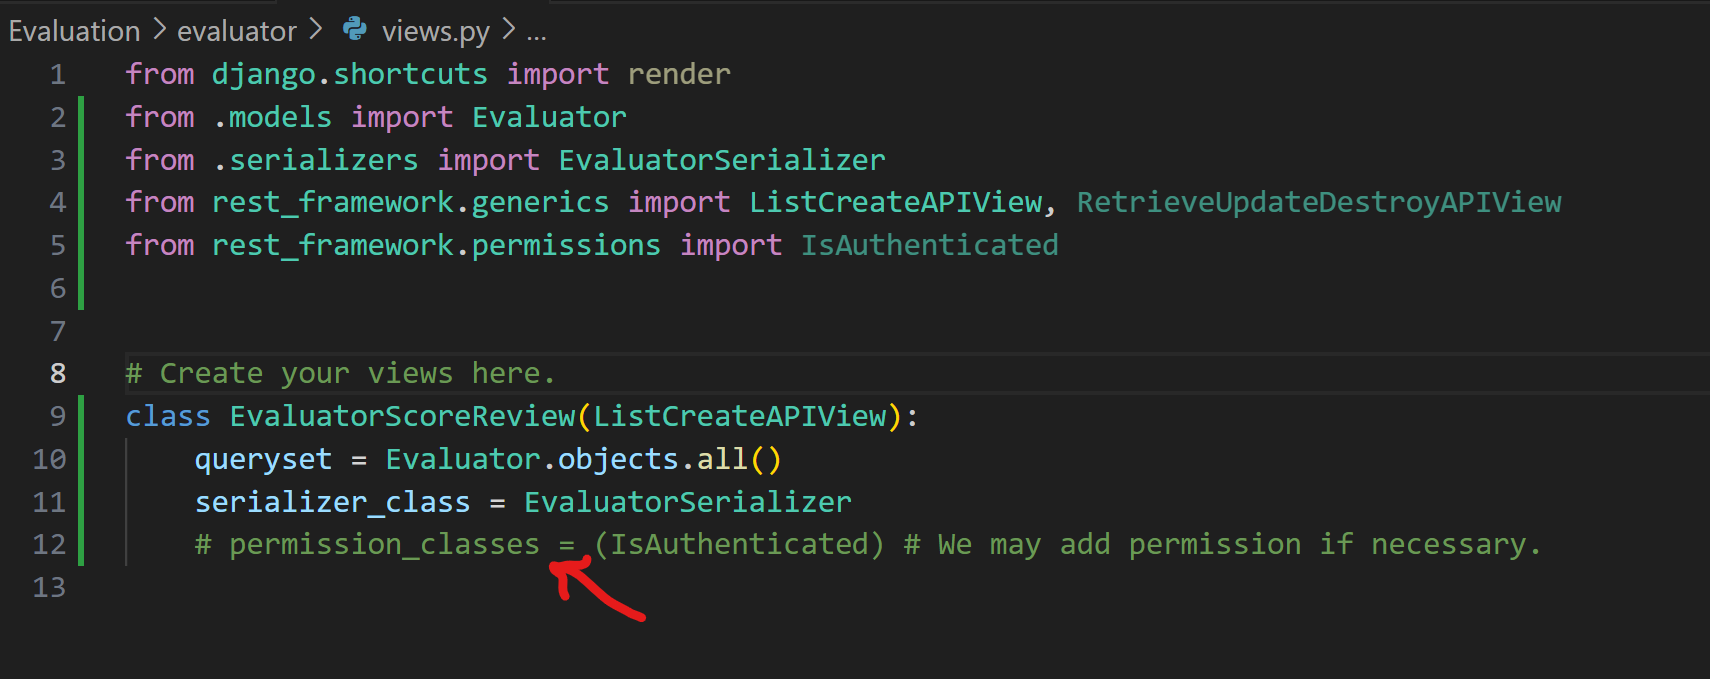 Evaluation > evaluator > views.py > ...
1 from django.shortcuts import render
2 from .models import Evaluator
3 from .serializers import EvaluatorSerializer
4 from rest_framework.generics import ListCreateAPIView, RetrieveUpdateDestroyAPIView
5 from rest_framework.permissions import IsAuthenticated
6
7
8 # Create your views here.
9 class EvaluatorScoreReview(ListCreateAPIView):
10     queryset = Evaluator.objects.all()
11     serializer_class = EvaluatorSerializer
12     # permission_classes = (IsAuthenticated) # We may add permission if necessary.
13